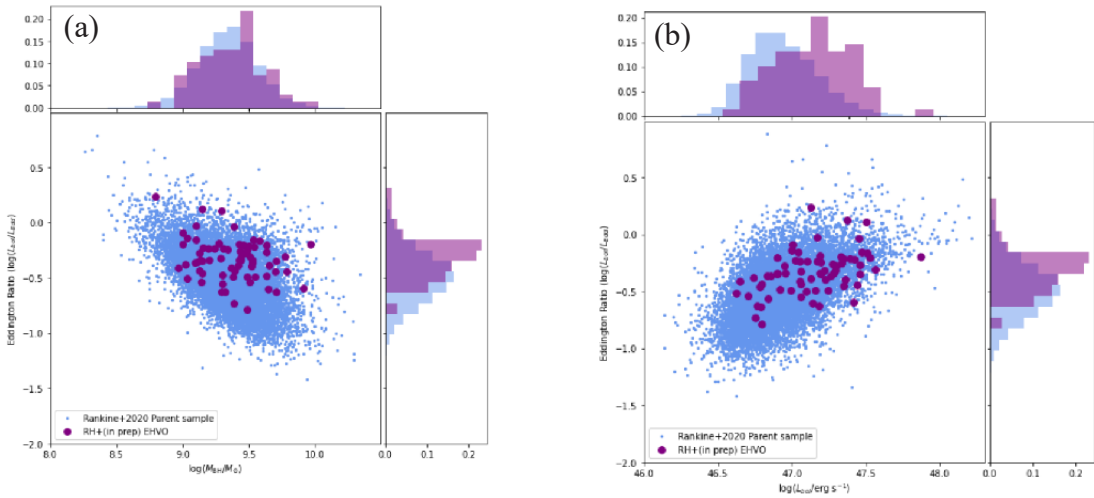 (a)
0.20
0.15
0.10
0.05
0.00
0.5
0.0
−0.5
−1.0
−1.5
−2.0
Eddington Ratio (log(L_bol/L_Edd)
Rankine+2020 Parent sample
RH+(in prep) EHVO
8.0 8.5 9.0 9.5 10.0
log(M_BH/M_⊙)
0.0 0.1 0.2
(b)
0.20
0.15
0.10
0.05
0.00
0.5
0.0
−0.5
−1.0
−1.5
−2.0
Eddington Ratio (log(L_bol/L_Edd)
Rankine+2020 Parent sample
RH+(in prep) EHVO
46.0 46.5 47.0 47.5 48.0
log(L_bol/erg s⁻¹)
0.0 0.1 0.2